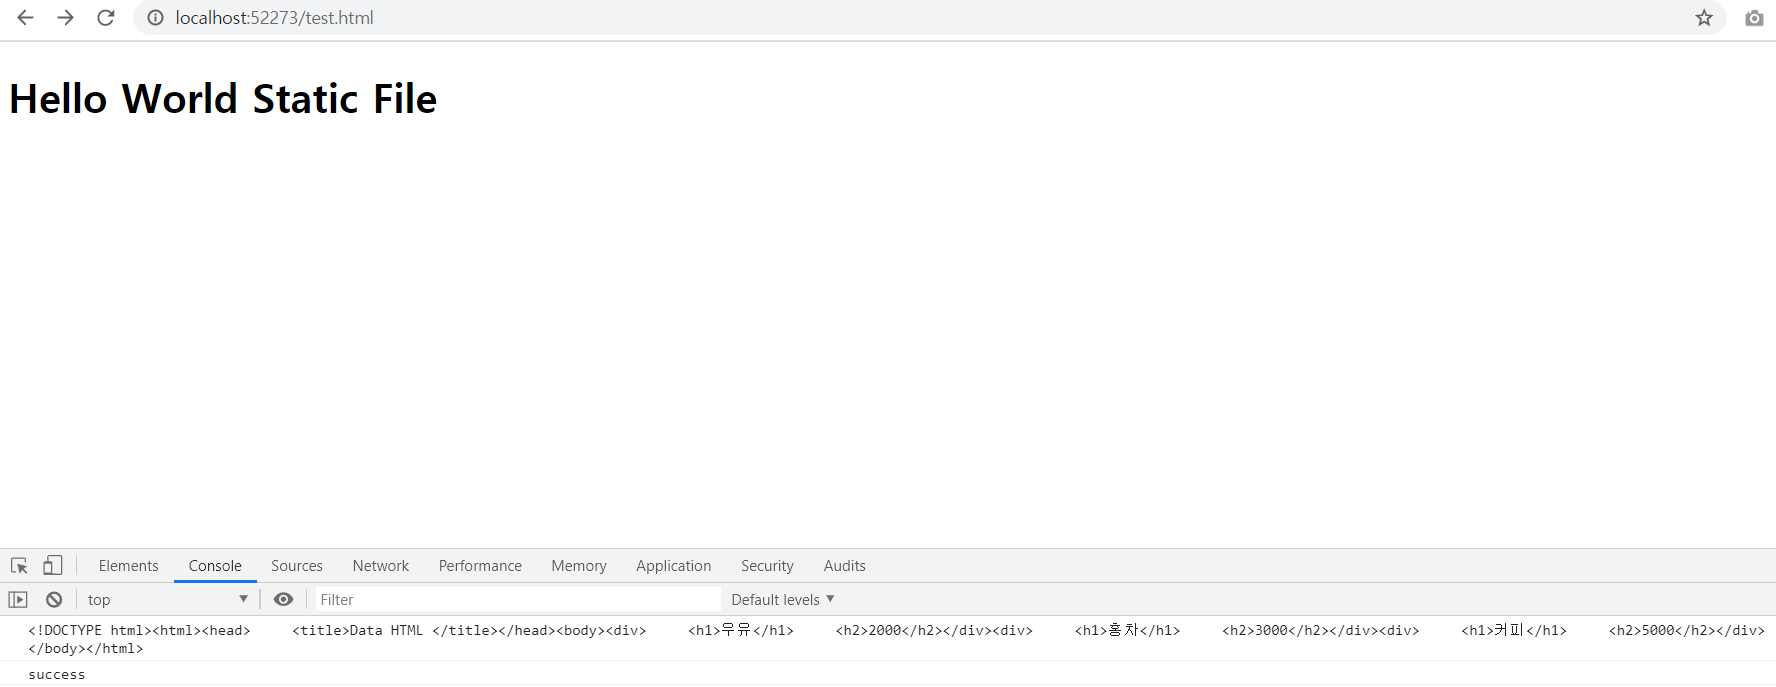 localhost:52273/test.html
Hello World Static File
Elements Console Sources Network Performance Memory Application Security Audits
top Filter Default levels
<!DOCTYPE html><html><head>     <title>Data HTML </title></head><body><div>     <h1>우유</h1>     <h2>2000</h2></div><div>     <h1>홍차</h1>     <h2>3000</h2></div><div>     <h1>커피</h1>     <h2>5000</h2></div>
</body></html>
success